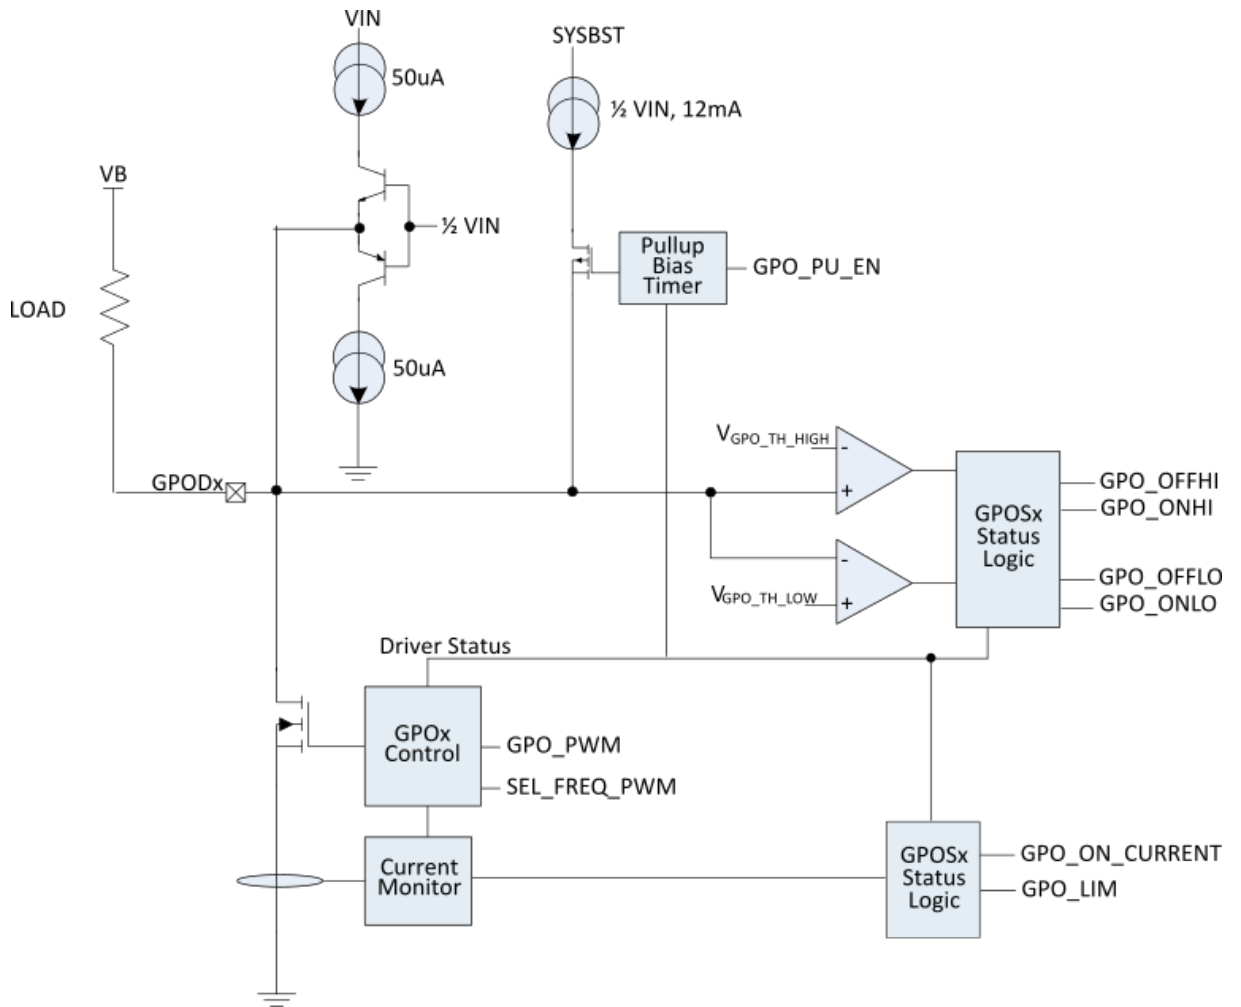 VIN
50uA
SYSBST
½ VIN, 12mA
VB
½ VIN
Pullup
Bias
Timer
GPO_PU_EN
LOAD
50uA
VGPO_TH_HIGH
-
+
GPODx
GPOSx
Status
Logic
GPO_OFFHI
GPO_ONHI
-
VGPO_TH_LOW
+
GPO_OFFLO
GPO_ONLO
Driver Status
GPOx
Control
GPO_PWM
SEL_FREQ_PWM
Current
Monitor
GPOSx
Status
Logic
GPO_ON_CURRENT
GPO_LIM